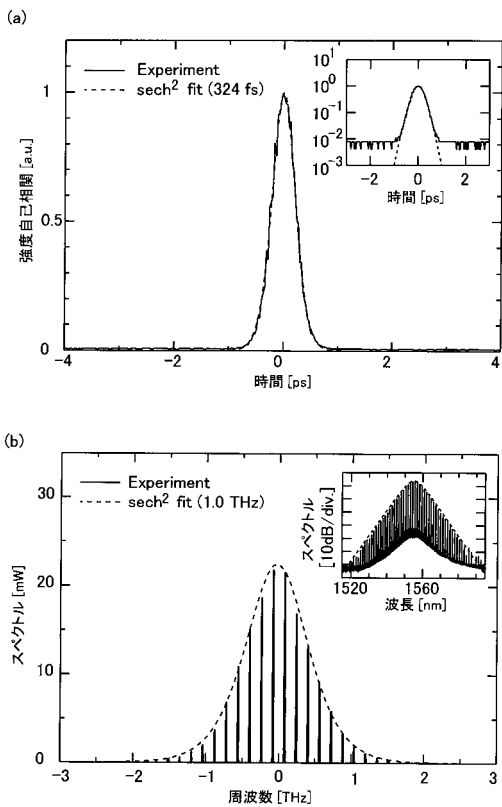 (a)
Experiment
sech² fit (324 fs)
強度自己相関 [a.u.]
1
0.5
0
−4
−2
0
2
4
時間 [ps]
10⁰
10⁻¹
10⁻²
10⁻³
−2
0
2
時間 [ps]
(b)
Experiment
sech² fit (1.0 THz)
スペクトル [mW]
30
20
10
0
−3
−2
−1
0
1
2
3
周波数 [THz]
スペクトル
[10dB/div.]
1520
1560
波長 [nm]